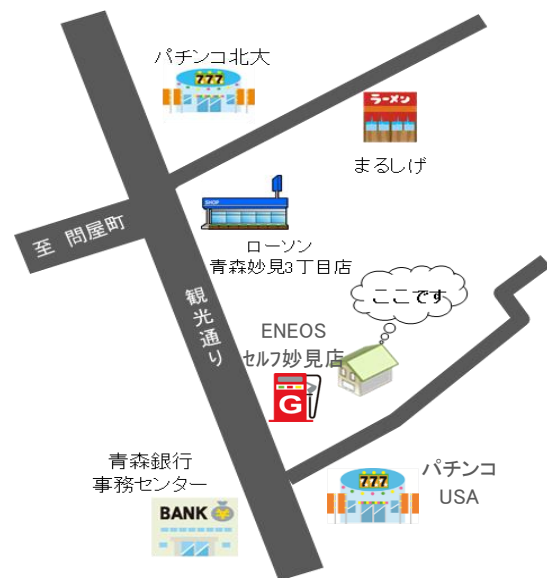 パチンコ北大
777
ラーメン
まるしげ
SHOP
ローソン
青森妙見3丁目店
至 問屋町
観光通り
ここです
ENEOS
セルフ妙見店
G
青森銀行
事務センター
BANK
777
パチンコ
USA